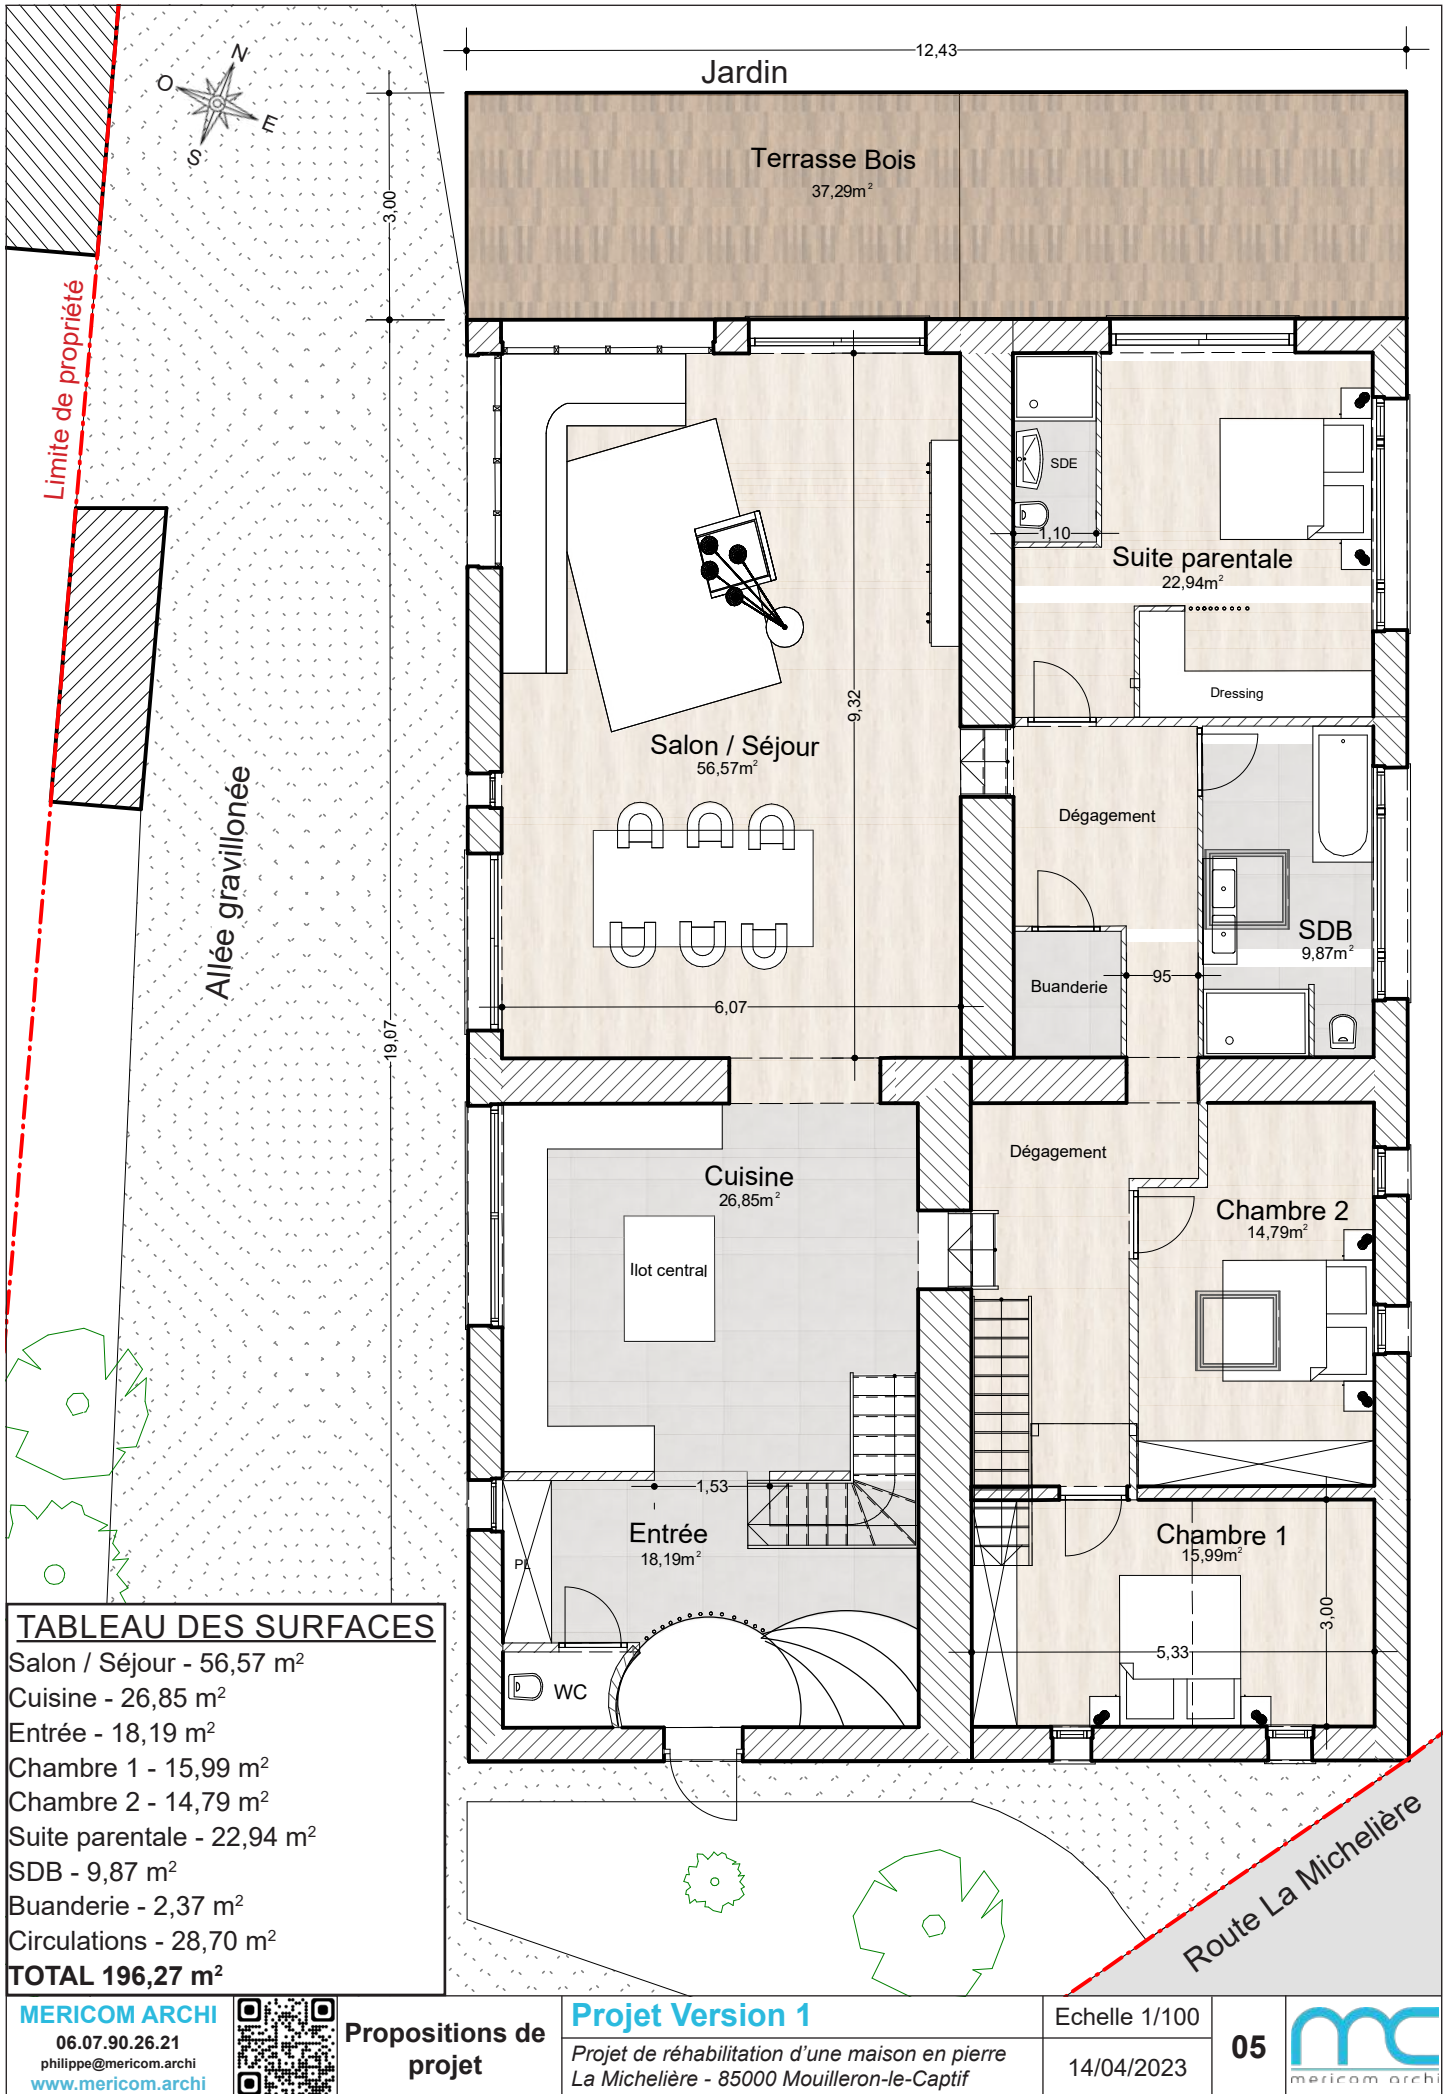 12,43
Jardin
N
O
E
S
Terrasse Bois
37,29m²
3,00
Limite de propriété
SDE
1,10
Suite parentale
22,94m²
Dressing
9,32
Salon / Séjour
56,57m²
Dégagement
Allée gravillonée
SDB
9,87m²
Buanderie
95
6,07
19,07
Dégagement
Cuisine
26,85m²
Chambre 2
14,79m²
Ilot central
1,53
Entrée
18,19m²
PL
Chambre 1
15,99m²
3,00
5,33
WC
TABLEAU DES SURFACES
Salon / Séjour - 56,57 m²
Cuisine - 26,85 m²
Entrée - 18,19 m²
Chambre 1 - 15,99 m²
Chambre 2 - 14,79 m²
Suite parentale - 22,94 m²
SDB - 9,87 m²
Buanderie - 2,37 m²
Circulations - 28,70 m²
TOTAL 196,27 m²
Route La Michelière
MERICOM ARCHI
06.07.90.26.21
philippe@mericom.archi
www.mericom.archi
Propositions de
projet
Projet Version 1
Projet de réhabilitation d'une maison en pierre
La Michelière - 85000 Mouilleron-le-Captif
Echelle 1/100
14/04/2023
05
mc
mericom archi